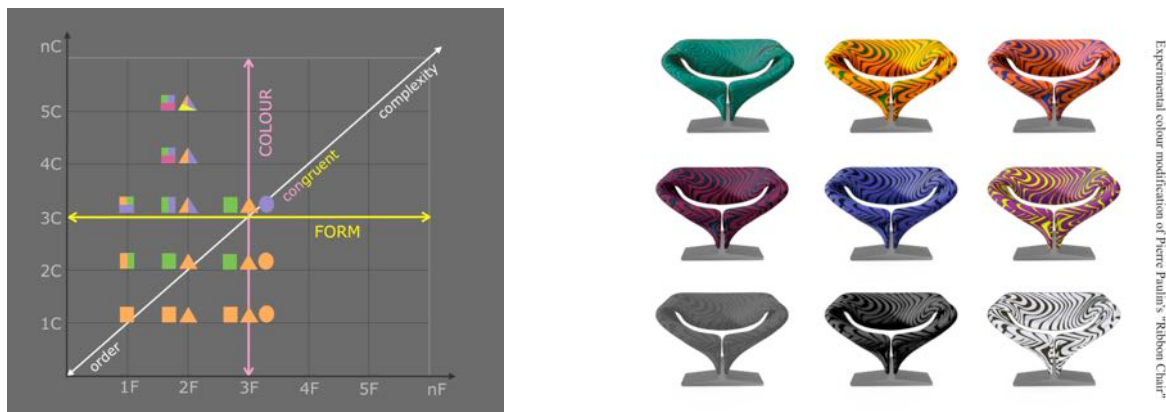 nC
5C
4C
3C
2C
1C
COLOUR
complexity
congruent
FORM
order
1F
2F
3F
4F
5F
nF
Experimental colour modification of Pierre Paulin's "Ribbon Chair"